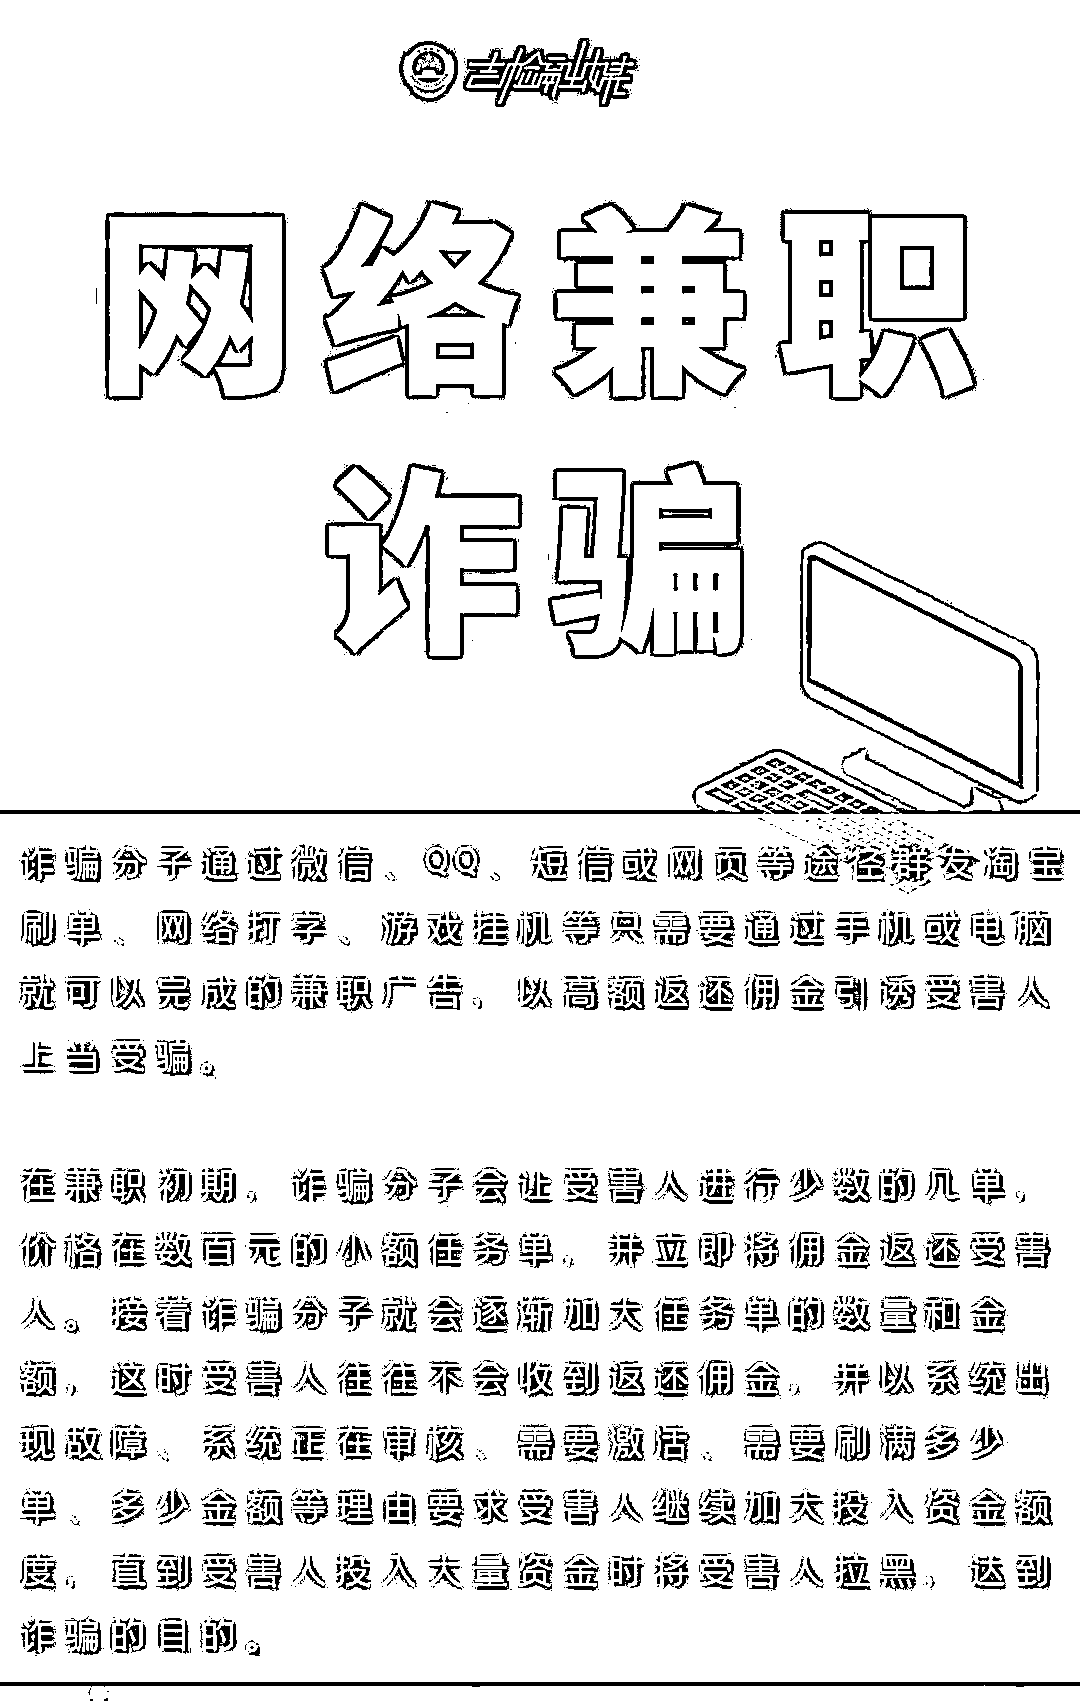 吉检融媒
网络兼职
诈骗
诈骗分子通过微信、QQ、短信或网页等途径群发淘宝
刷单、网络打字、游戏挂机等只需要通过手机或电脑
就可以完成的兼职广告，以高额返还佣金引诱受害人
上当受骗。
在兼职初期，诈骗分子会让受害人进行少数的几单，
价格在数百元的小额任务单，并立即将佣金返还受害
人。接着诈骗分子就会逐渐加大任务单的数量和金
额，这时受害人往往不会收到返还佣金，并以系统出
现故障、系统正在审核、需要激活、需要刷满多少
单、多少金额等理由要求受害人继续加大投入资金额
度，直到受害人投入大量资金时将受害人拉黑，达到
诈骗的目的。